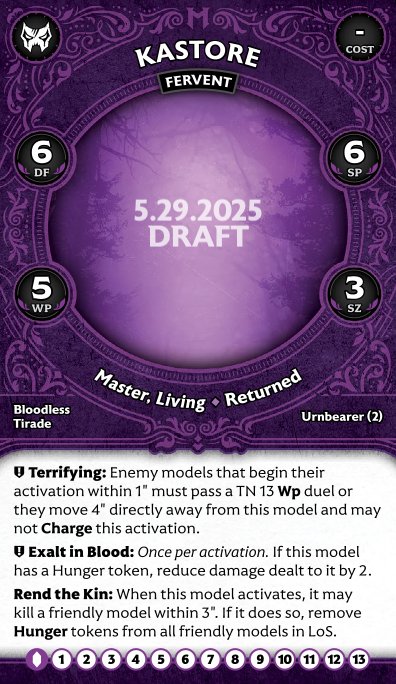 -
COST
KASTORE
FERVENT
6
DF
6
SP
5.29.2025
DRAFT
5
WP
3
SZ
Master, Living ◆ Returned
Bloodless
Tirade
Urnbearer (2)
Terrifying: Enemy models that begin their
activation within 1" must pass a TN 13 Wp duel or
they move 4" directly away from this model and may
not Charge this activation.
Exalt in Blood: Once per activation. If this model
has a Hunger token, reduce damage dealt to it by 2.
Rend the Kin: When this model activates, it may
kill a friendly model within 3". If it does so, remove
Hunger tokens from all friendly models in LoS.
1 2 3 4 5 6 7 8 9 10 11 12 13